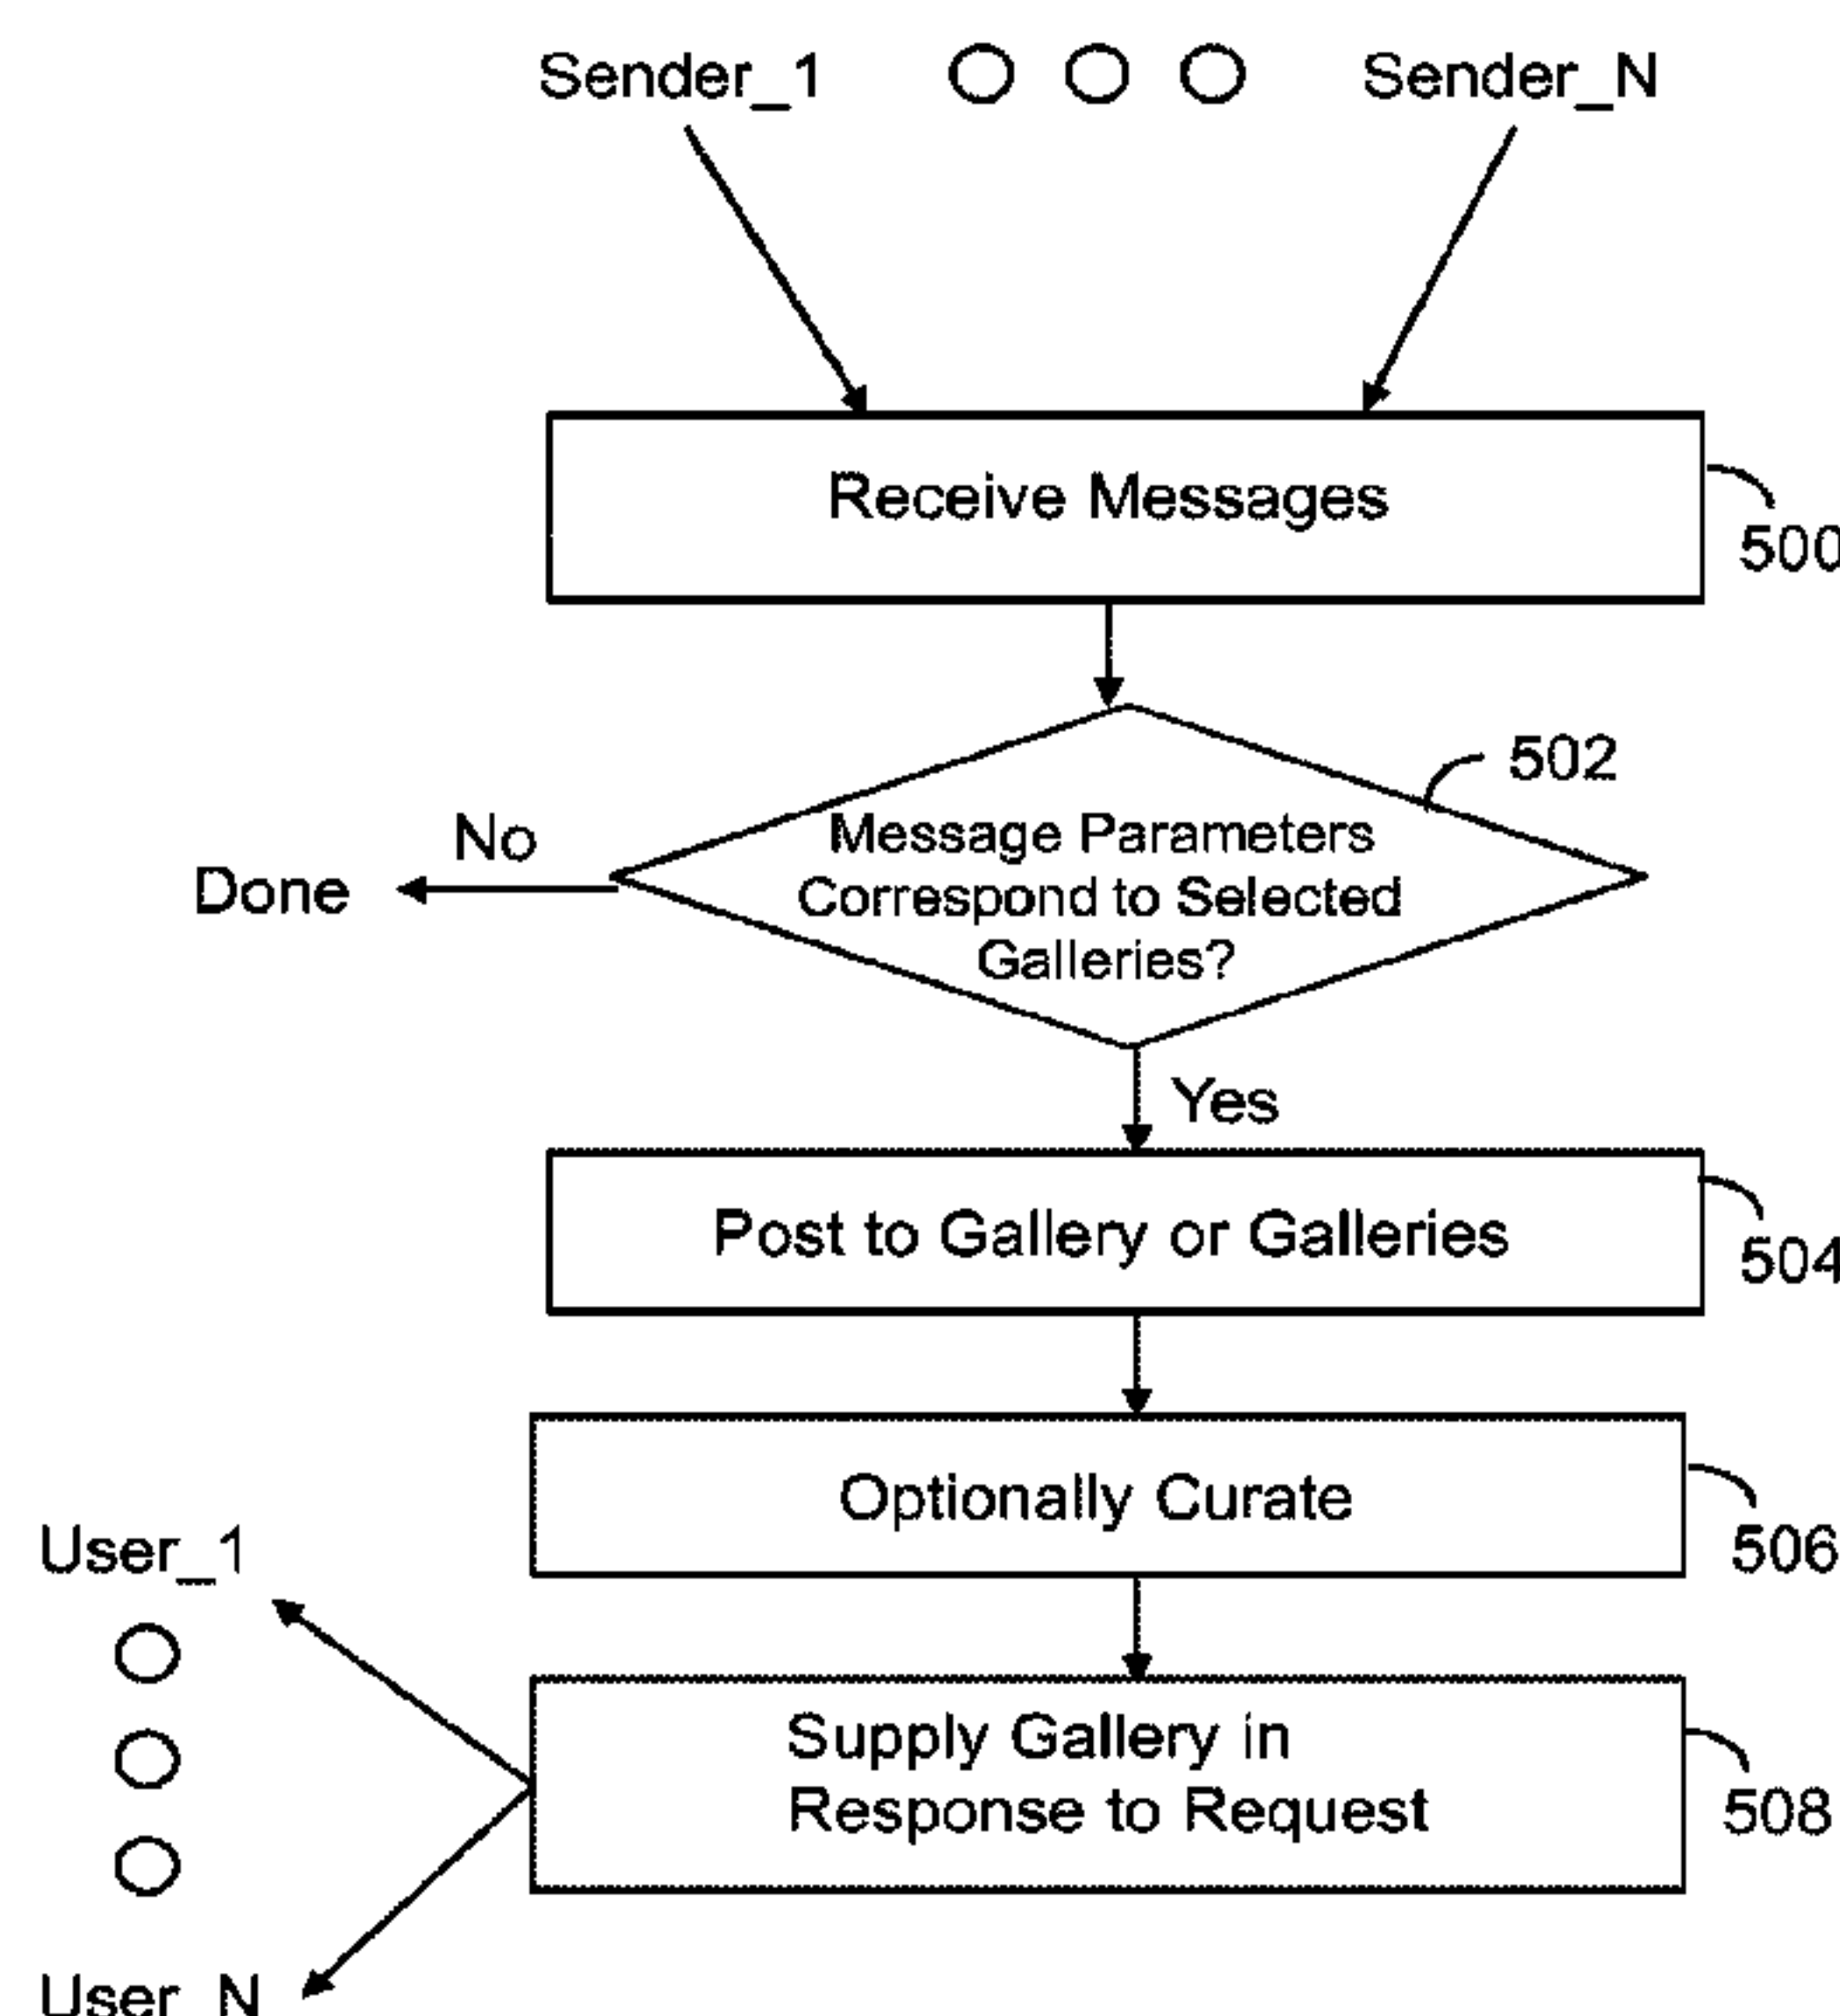 Sender_1
Sender_N
Receive Messages
500
502
Message Parameters
Correspond to Selected
Galleries?
No
Done
Yes
Post to Gallery or Galleries
504
Optionally Curate
506
User_1
Supply Gallery in
Response to Request
508
User_N